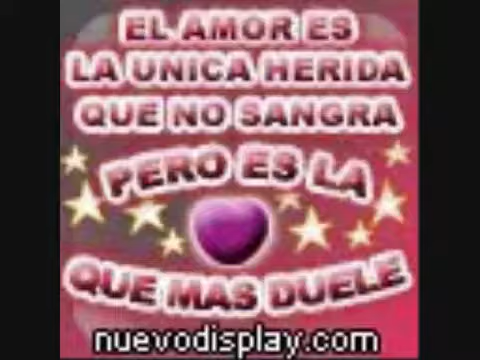 EL AMOR ES
LA UNICA HERIDA
QUE NO SANGRA
PERO ES LA
QUE MAS DUELE
nuevodisplay.com